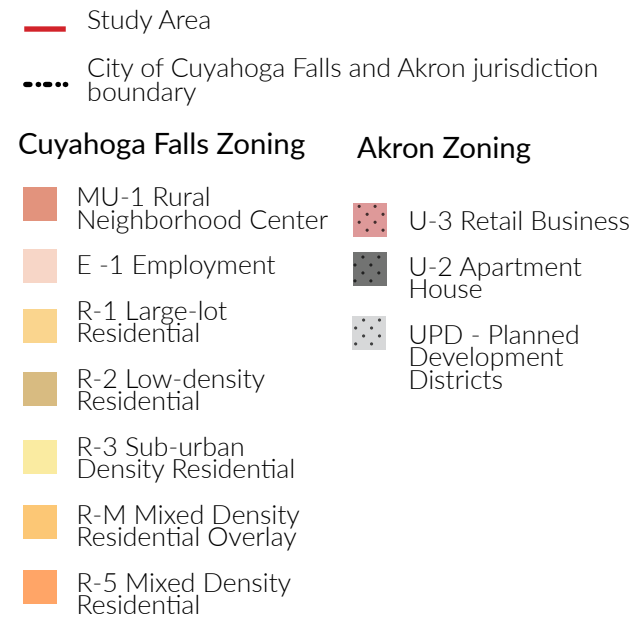 Study Area
City of Cuyahoga Falls and Akron jurisdiction
boundary
Cuyahoga Falls Zoning
MU-1 Rural
Neighborhood Center
E -1 Employment
R-1 Large-lot
Residential
R-2 Low-density
Residential
R-3 Sub-urban
Density Residential
R-M Mixed Density
Residential Overlay
R-5 Mixed Density
Residential
Akron Zoning
U-3 Retail Business
U-2 Apartment
House
UPD - Planned
Development
Districts